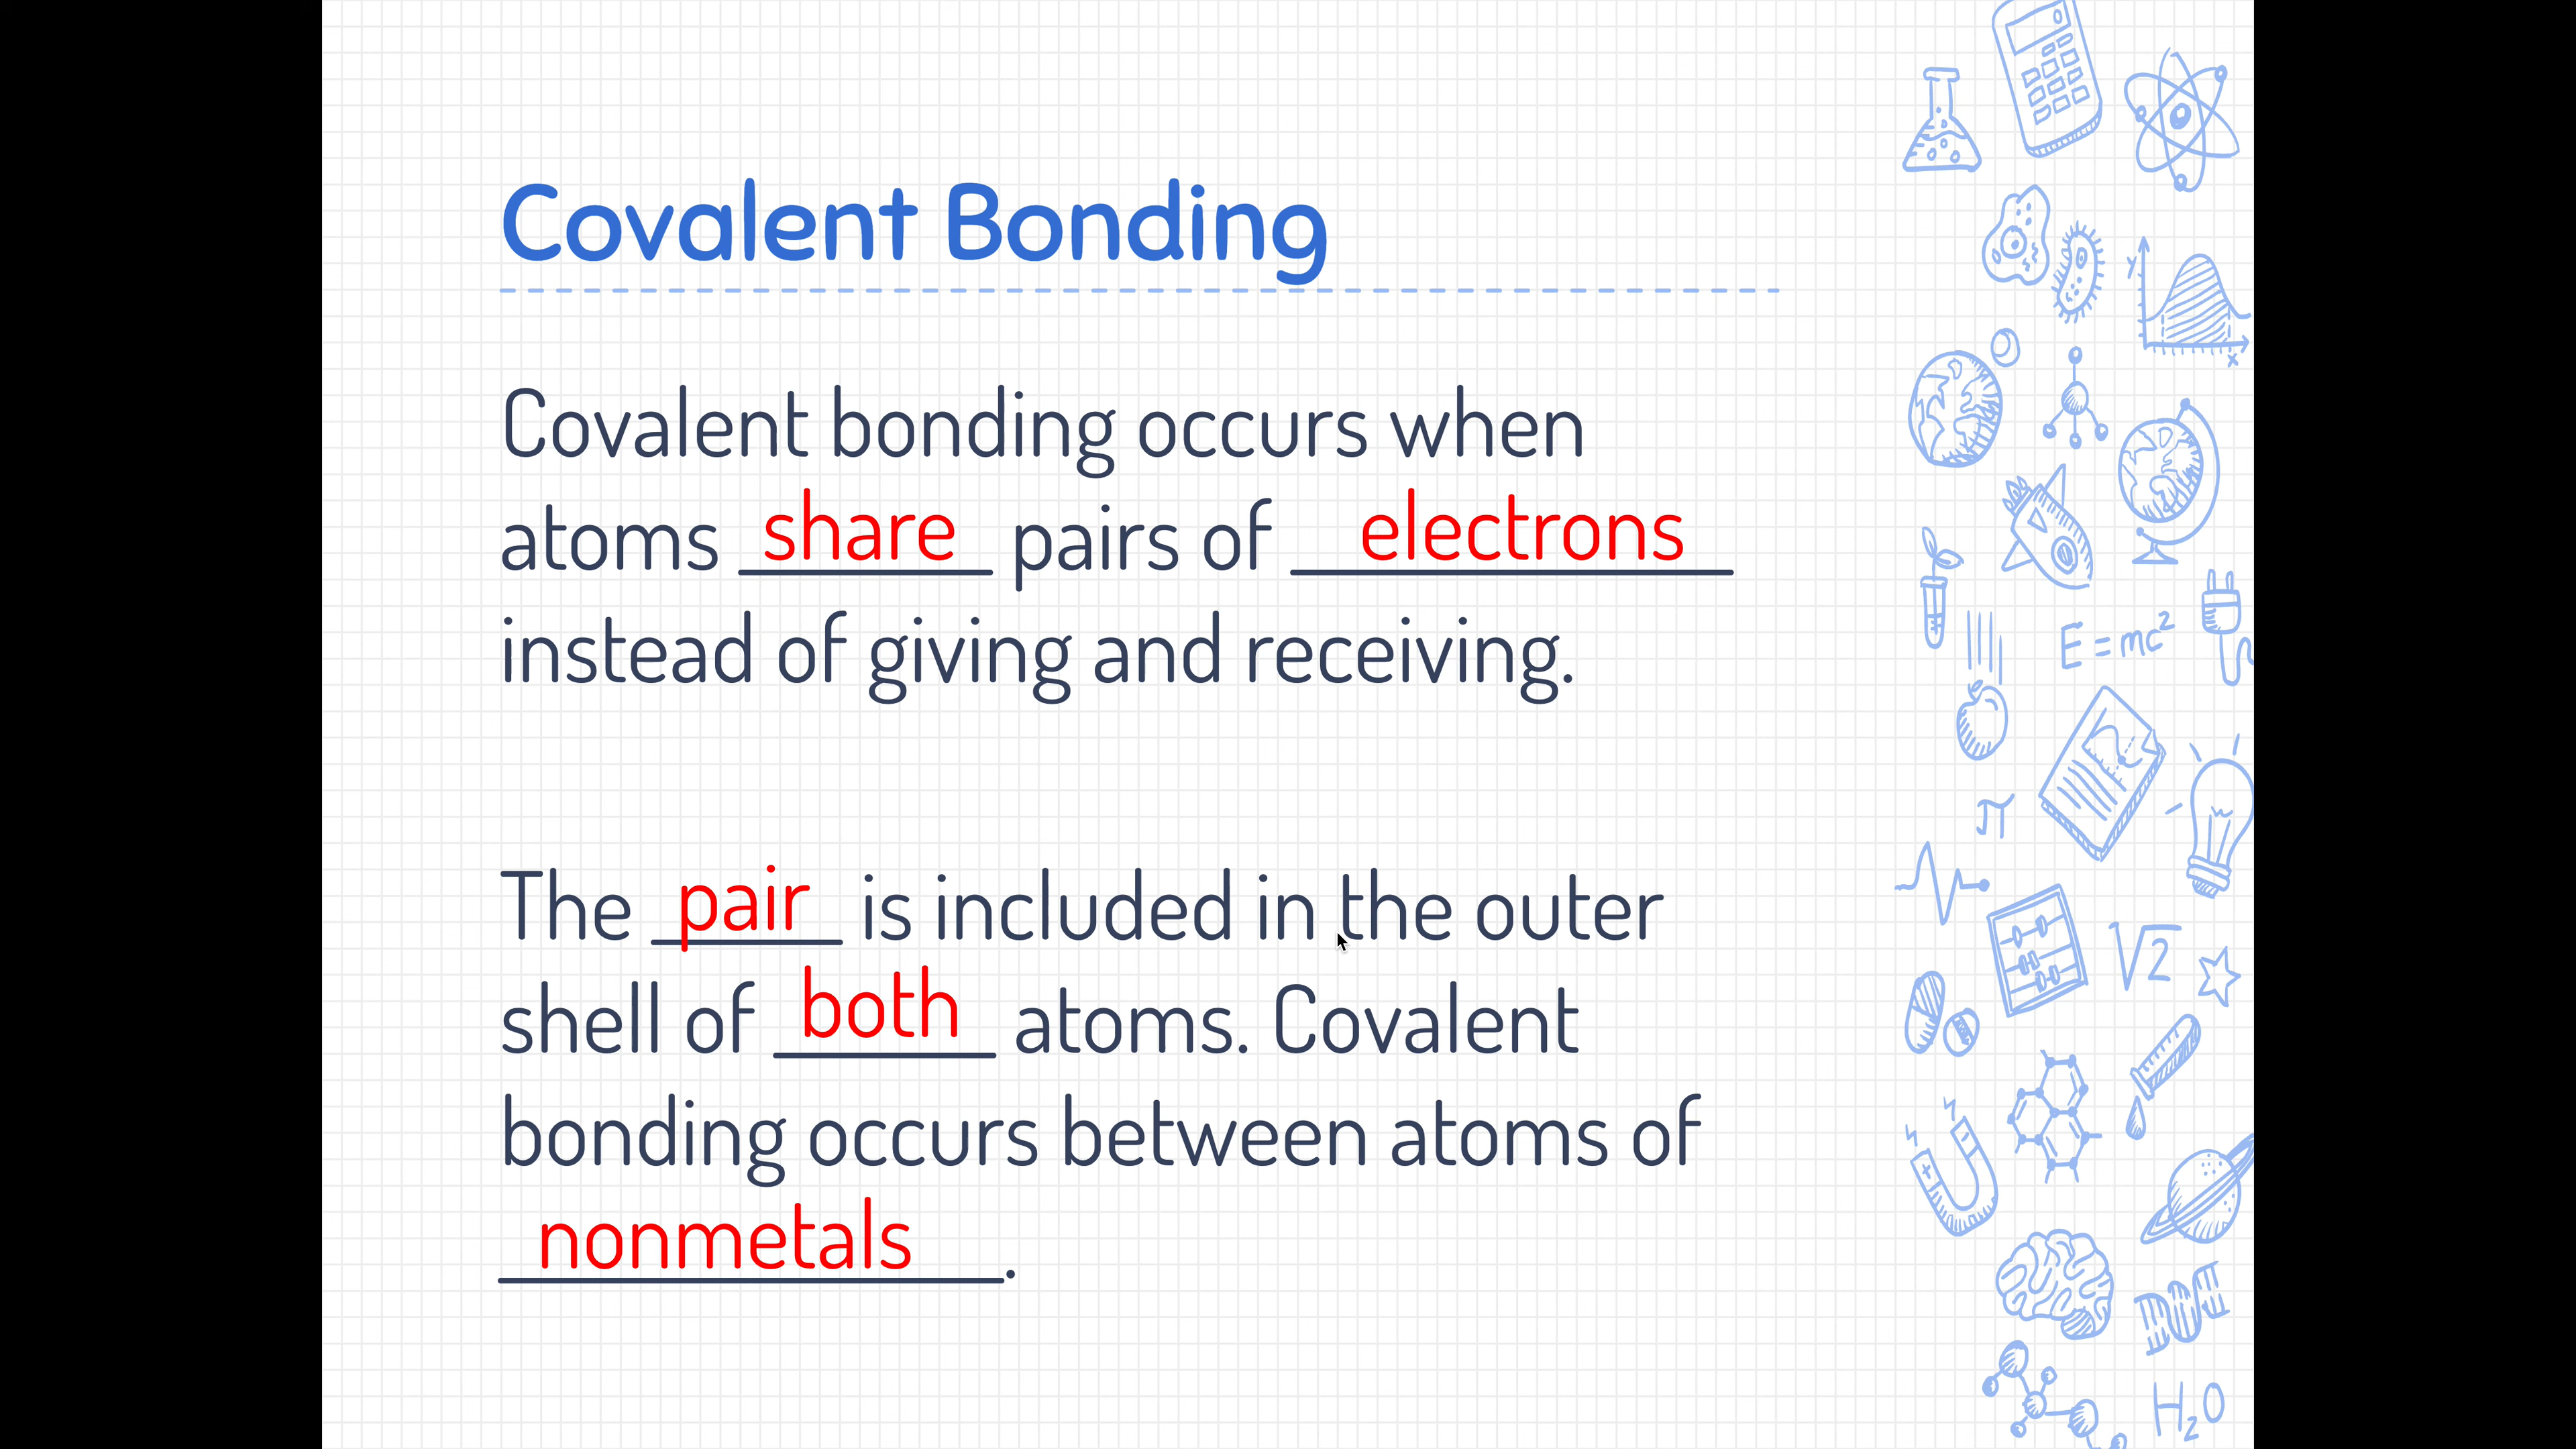 Covalent Bonding
Covalent bonding occurs when
atoms share pairs of electrons
instead of giving and receiving.
The pair is included in the outer
shell of both atoms. Covalent
bonding occurs between atoms of
nonmetals.
y
x
E = mc²
π
√2
H₂O